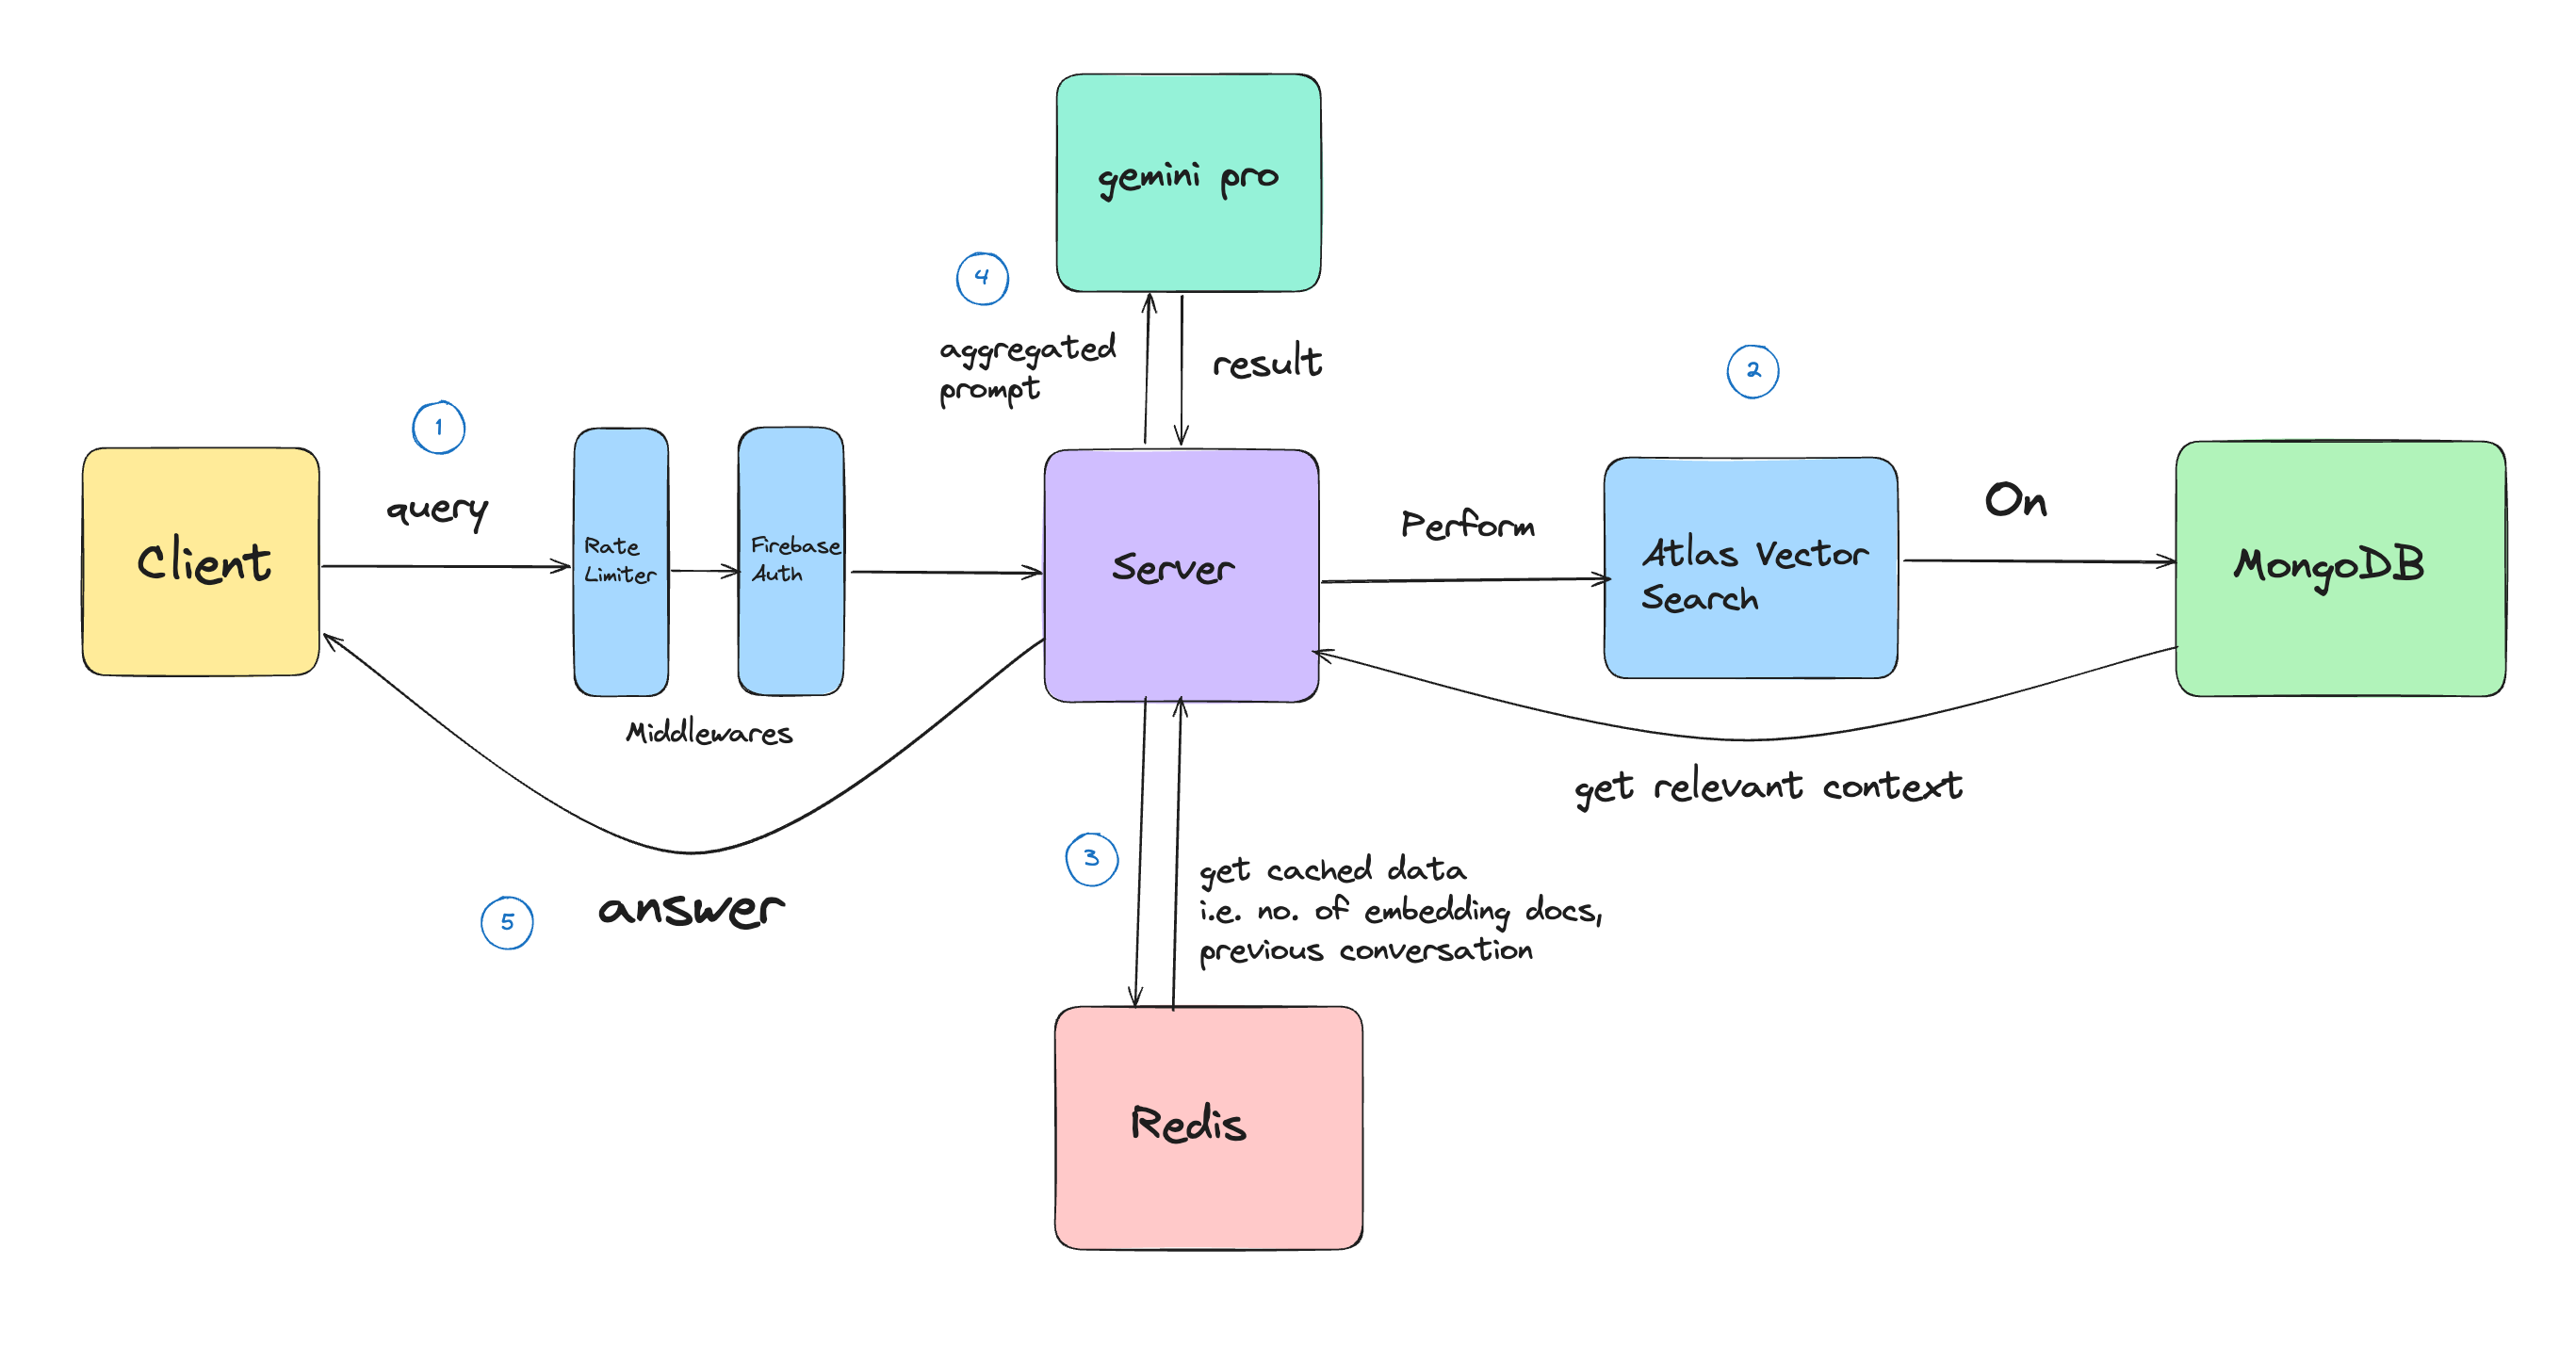 gemini pro
4
aggregated
prompt
result
2
1
query
Client
Rate
Limiter
Firebase
Auth
Middlewares
Server
Perform
Atlas Vector
Search
On
MongoDB
get relevant context
3
get cached data
i.e. no. of embedding docs,
previous conversation
5
answer
Redis